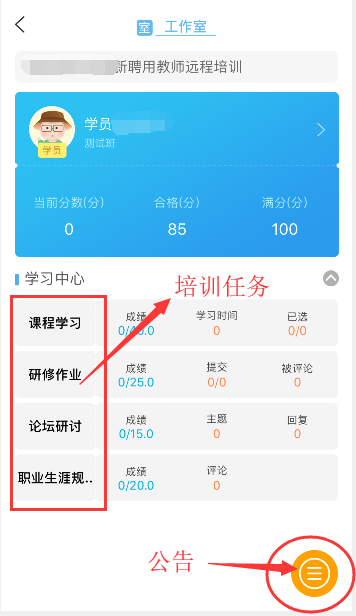 室 工作室
新聘用教师远程培训
学员
学员
测试班
当前分数(分) 合格(分) 满分(分)
0 85 100
学习中心
培训任务
课程学习 成绩 学习时间 已选
0/40.0 0 0/0
研修作业 成绩 提交 被评论
0/25.0 0/0 0
论坛研讨 成绩 主题 回复
0/15.0 0 0
职业生涯规.. 成绩 评论
0/20.0 0
公告